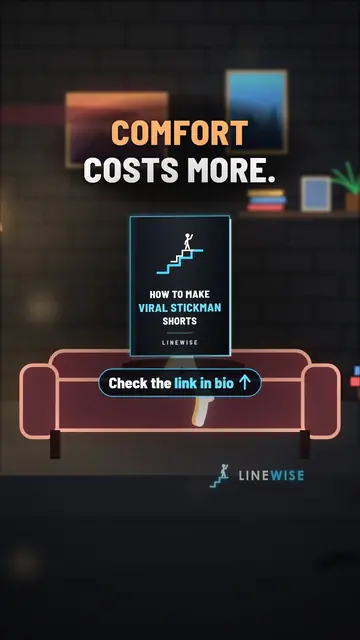 COMFORT
COSTS MORE.
HOW TO MAKE
VIRAL STICKMAN
SHORTS
LINEWISE
Check the link in bio ↑
LINEWISE